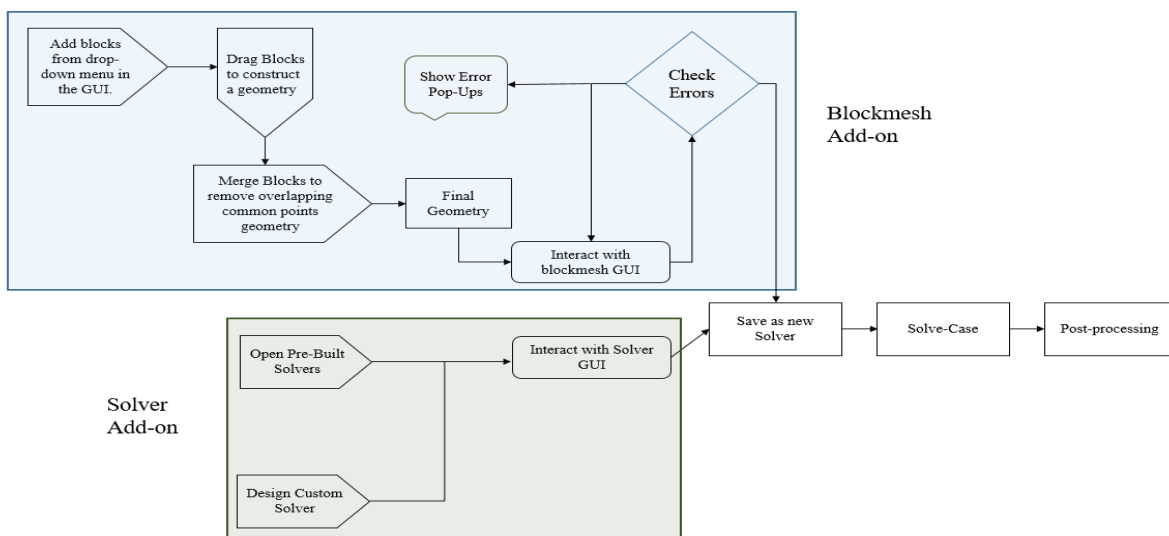 Add blocks
from drop-
down menu in
the GUI.
Drag Blocks
to construct
a geometry
Show Error
Pop-Ups
Check
Errors
Blockmesh
Add-on
Merge Blocks to
remove overlapping
common points
geometry
Final
Geometry
Interact with
blockmesh GUI
Save as new
Solver
Solve-Case
Post-processing
Open Pre-Built
Solvers
Interact with Solver
GUI
Solver
Add-on
Design Custom
Solver